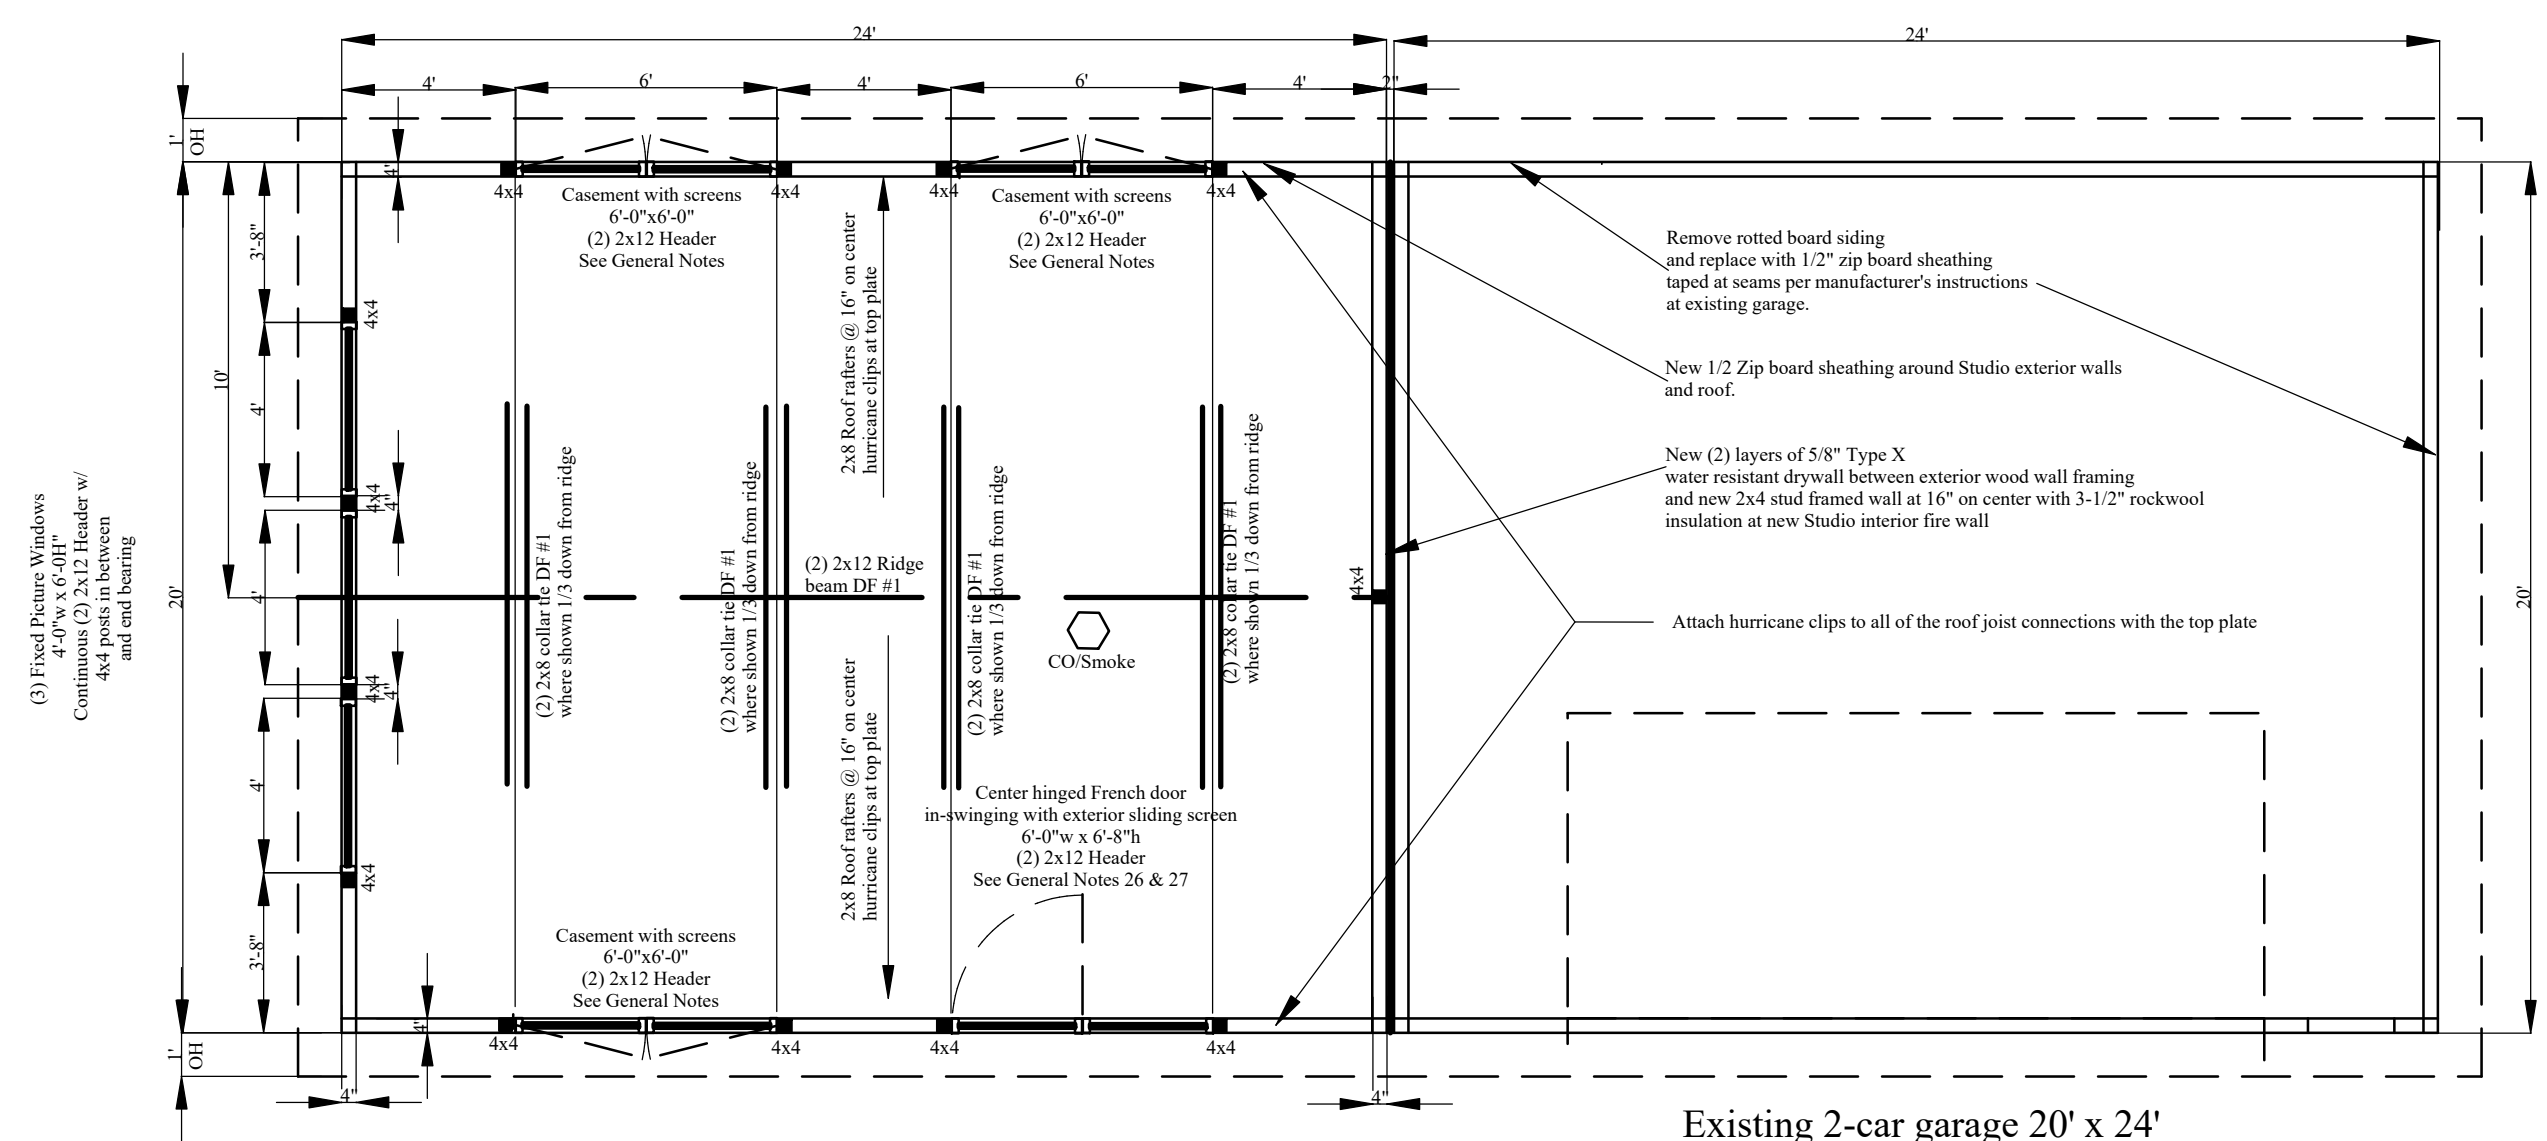 24'
24'
4'
6'
4'
6'
4'
2"
1'
OH
4'
4x4
4x4
4x4
4x4
Casement with screens
6'-0"x6'-0"
(2) 2x12 Header
See General Notes
Casement with screens
6'-0"x6'-0"
(2) 2x12 Header
See General Notes
2x8 Roof rafters @ 16" on center
hurricane clips at top plate
Remove rotted board siding
and replace with 1/2" zip board sheathing
taped at seams per manufacturer's instructions
at existing garage.
New 1/2 Zip board sheathing around Studio exterior walls
and roof.
New (2) layers of 5/8" Type X
water resistant drywall between exterior wood wall framing
and new 2x4 stud framed wall at 16" on center with 3-1/2" rockwool
insulation at new Studio interior fire wall
Attach hurricane clips to all of the roof joist connections with the top plate
3'-8"
10'
4'
4x4
4x4
4"
20'
4'
4x4
4"
4'
4x4
3'-8"
(3) Fixed Picture Windows
4'-0"w x 6'-0H"
Continuous (2) 2x12 Header w/
4x4 posts in between
and end bearing
(2) 2x8 collar tie DF #1
where shown 1/3 down from ridge
(2) 2x8 collar tie DF #1
where shown 1/3 down from ridge
(2) 2x12 Ridge
beam DF #1
(2) 2x8 collar tie DF #1
where shown 1/3 down from ridge
(2) 2x8 collar tie DF #1
where shown 1/3 down from ridge
4x4
CO/Smoke
20'
2x8 Roof rafters @ 16" on center
hurricane clips at top plate
Center hinged French door
in-swinging with exterior sliding screen
6'-0"w x 6'-8"h
(2) 2x12 Header
See General Notes 26 & 27
Casement with screens
6'-0"x6'-0"
(2) 2x12 Header
See General Notes
4"
4x4
4x4
4x4
4x4
1'
OH
4"
4"
Existing 2-car garage 20' x 24'